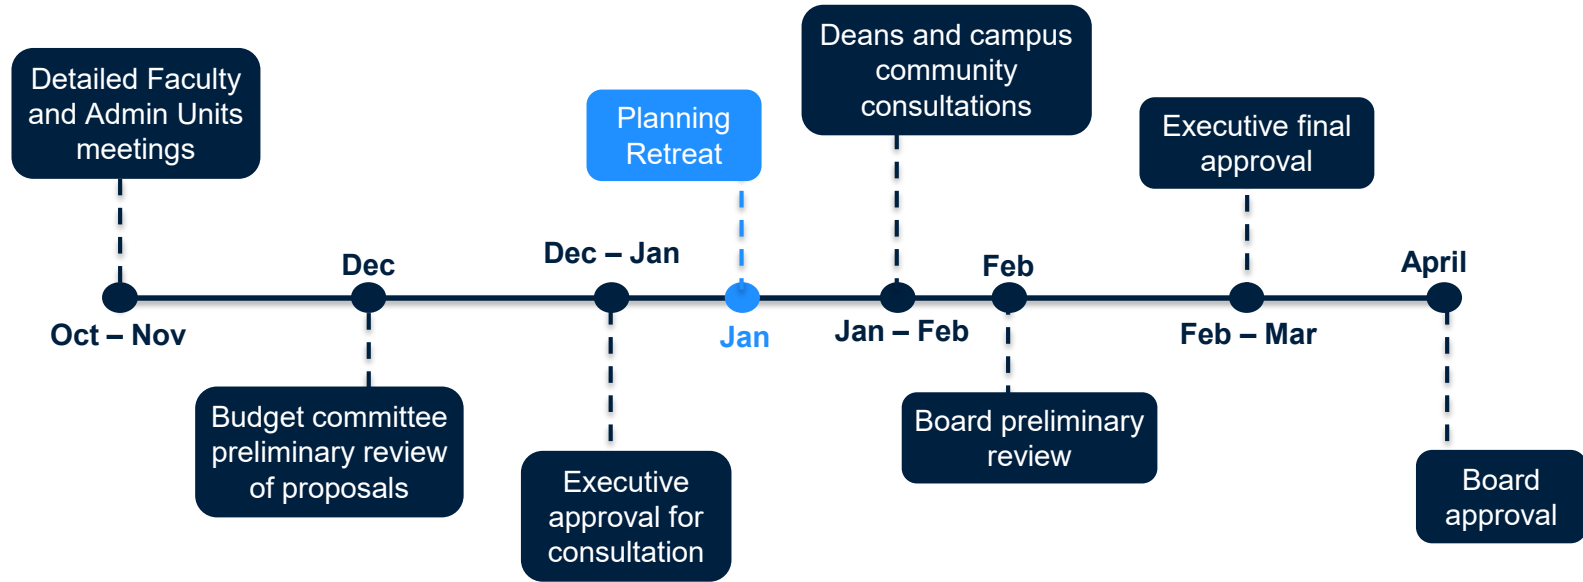 Detailed Faculty
and Admin Units
meetings
Oct – Nov
Dec
Budget committee
preliminary review
of proposals
Dec – Jan
Executive
approval for
consultation
Planning
Retreat
Jan
Deans and campus
community
consultations
Jan – Feb
Feb
Board preliminary
review
Executive final
approval
Feb – Mar
April
Board
approval